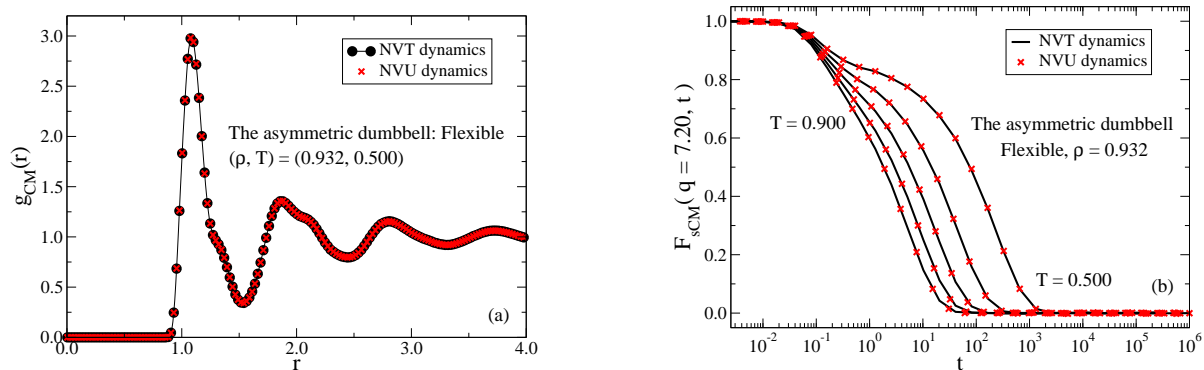 3.0
2.5
2.0
1.5
1.0
0.5
0.0
g_CM(r)
NVT dynamics
NVU dynamics
The asymmetric dumbbell: Flexible
(ρ, T) = (0.932, 0.500)
(a)
0.0 1.0 2.0 3.0 4.0
r
1.0
0.8
0.6
0.4
0.2
0.0
F_sCM( q = 7.20, t )
NVT dynamics
NVU dynamics
T = 0.900
The asymmetric dumbbell
Flexible, ρ = 0.932
T = 0.500
(b)
10^-2 10^-1 10^0 10^1 10^2 10^3 10^4 10^5 10^6
t